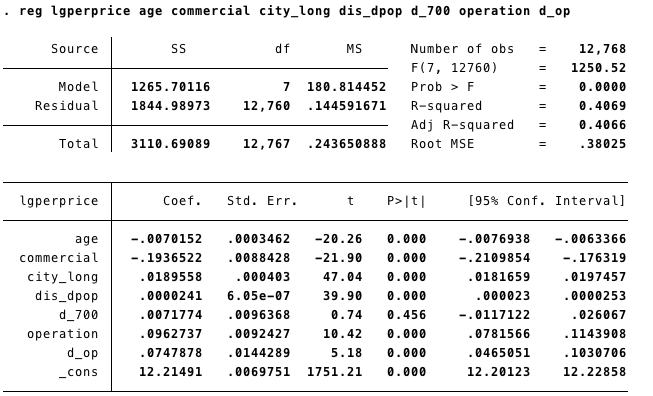 . reg lgperprice age commercial city_long dis_dpop d_700 operation d_op
Source SS df MS Number of obs = 12,768
F(7, 12760) = 1250.52
Model 1265.70116 7 180.814452 Prob > F = 0.0000
Residual 1844.98973 12,760 .144591671 R-squared = 0.4069
Adj R-squared = 0.4066
Total 3110.69089 12,767 .243650888 Root MSE = .38025
lgperprice Coef. Std. Err. t P>|t| [95% Conf. Interval]
age -.0070152 .0003462 -20.26 0.000 -.0076938 -.0063366
commercial -.1936522 .0088428 -21.90 0.000 -.2109854 -.176319
city_long .0189558 .000403 47.04 0.000 .0181659 .0197457
dis_dpop .0000241 6.05e-07 39.90 0.000 .000023 .0000253
d_700 .0071774 .0096368 0.74 0.456 -.0117122 .026067
operation .0962737 .0092427 10.42 0.000 .0781566 .1143908
d_op .0747878 .0144289 5.18 0.000 .0465051 .1030706
_cons 12.21491 .0069751 1751.21 0.000 12.20123 12.22858